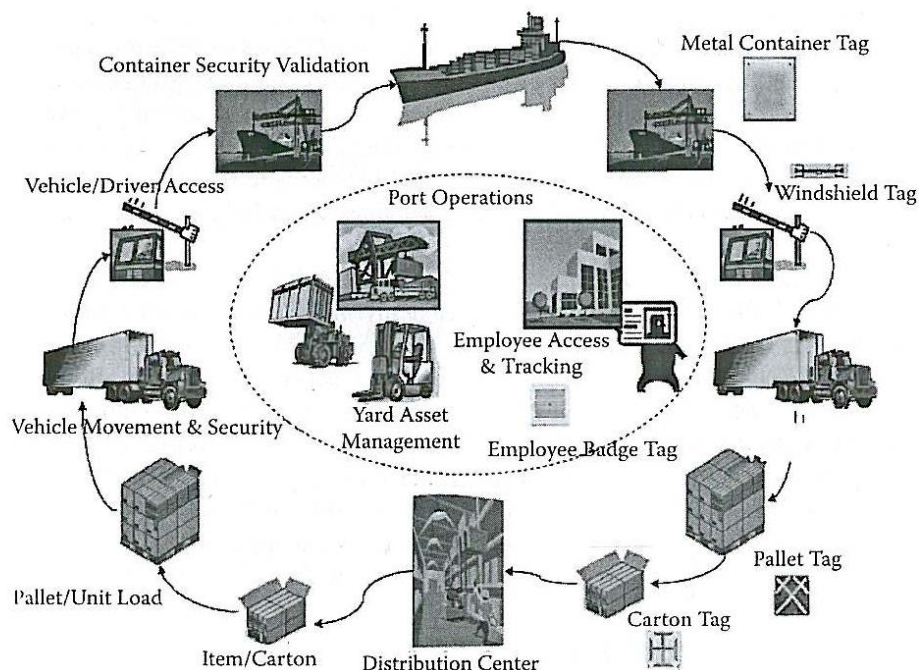 Metal Container Tag
Container Security Validation
Vehicle/Driven Access
Windshield Tag
Port Operations
Employee Access
& Tracking
Yard Asset
Management
Vehicle Movement & Security
Employee Badge Tag
Pallet Tag
Pallet/Unit Load
Carton Tag
Item/Carton
Distribution Center